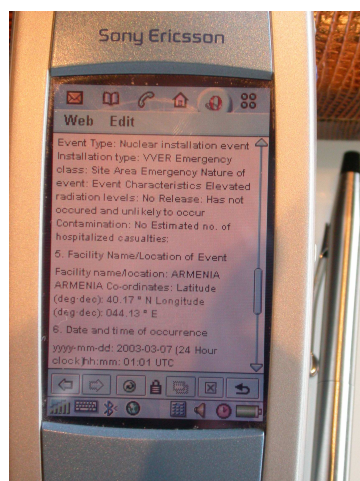 Sony Ericsson
Web Edit
Event Type: Nuclear installation event
Installation type: VVER Emergency
class: Site Area Emergency Nature of
event: Event Characteristics Elevated
radiation levels: No Release: Has not
occured and unlikely to occur
Contamination: No Estimated no. of
hospitalized casualties:
5. Facility Name/Location of Event
Facility name/location: ARMENIA
ARMENIA Co-ordinates: Latitude
(deg·dec): 40.17 ° N Longitude
(deg·dec): 044.13 ° E
6. Date and time of occurrence
yyyy-mm-dd: 2003-03-07 (24 Hour
clock)hh:mm: 01:01 UTC